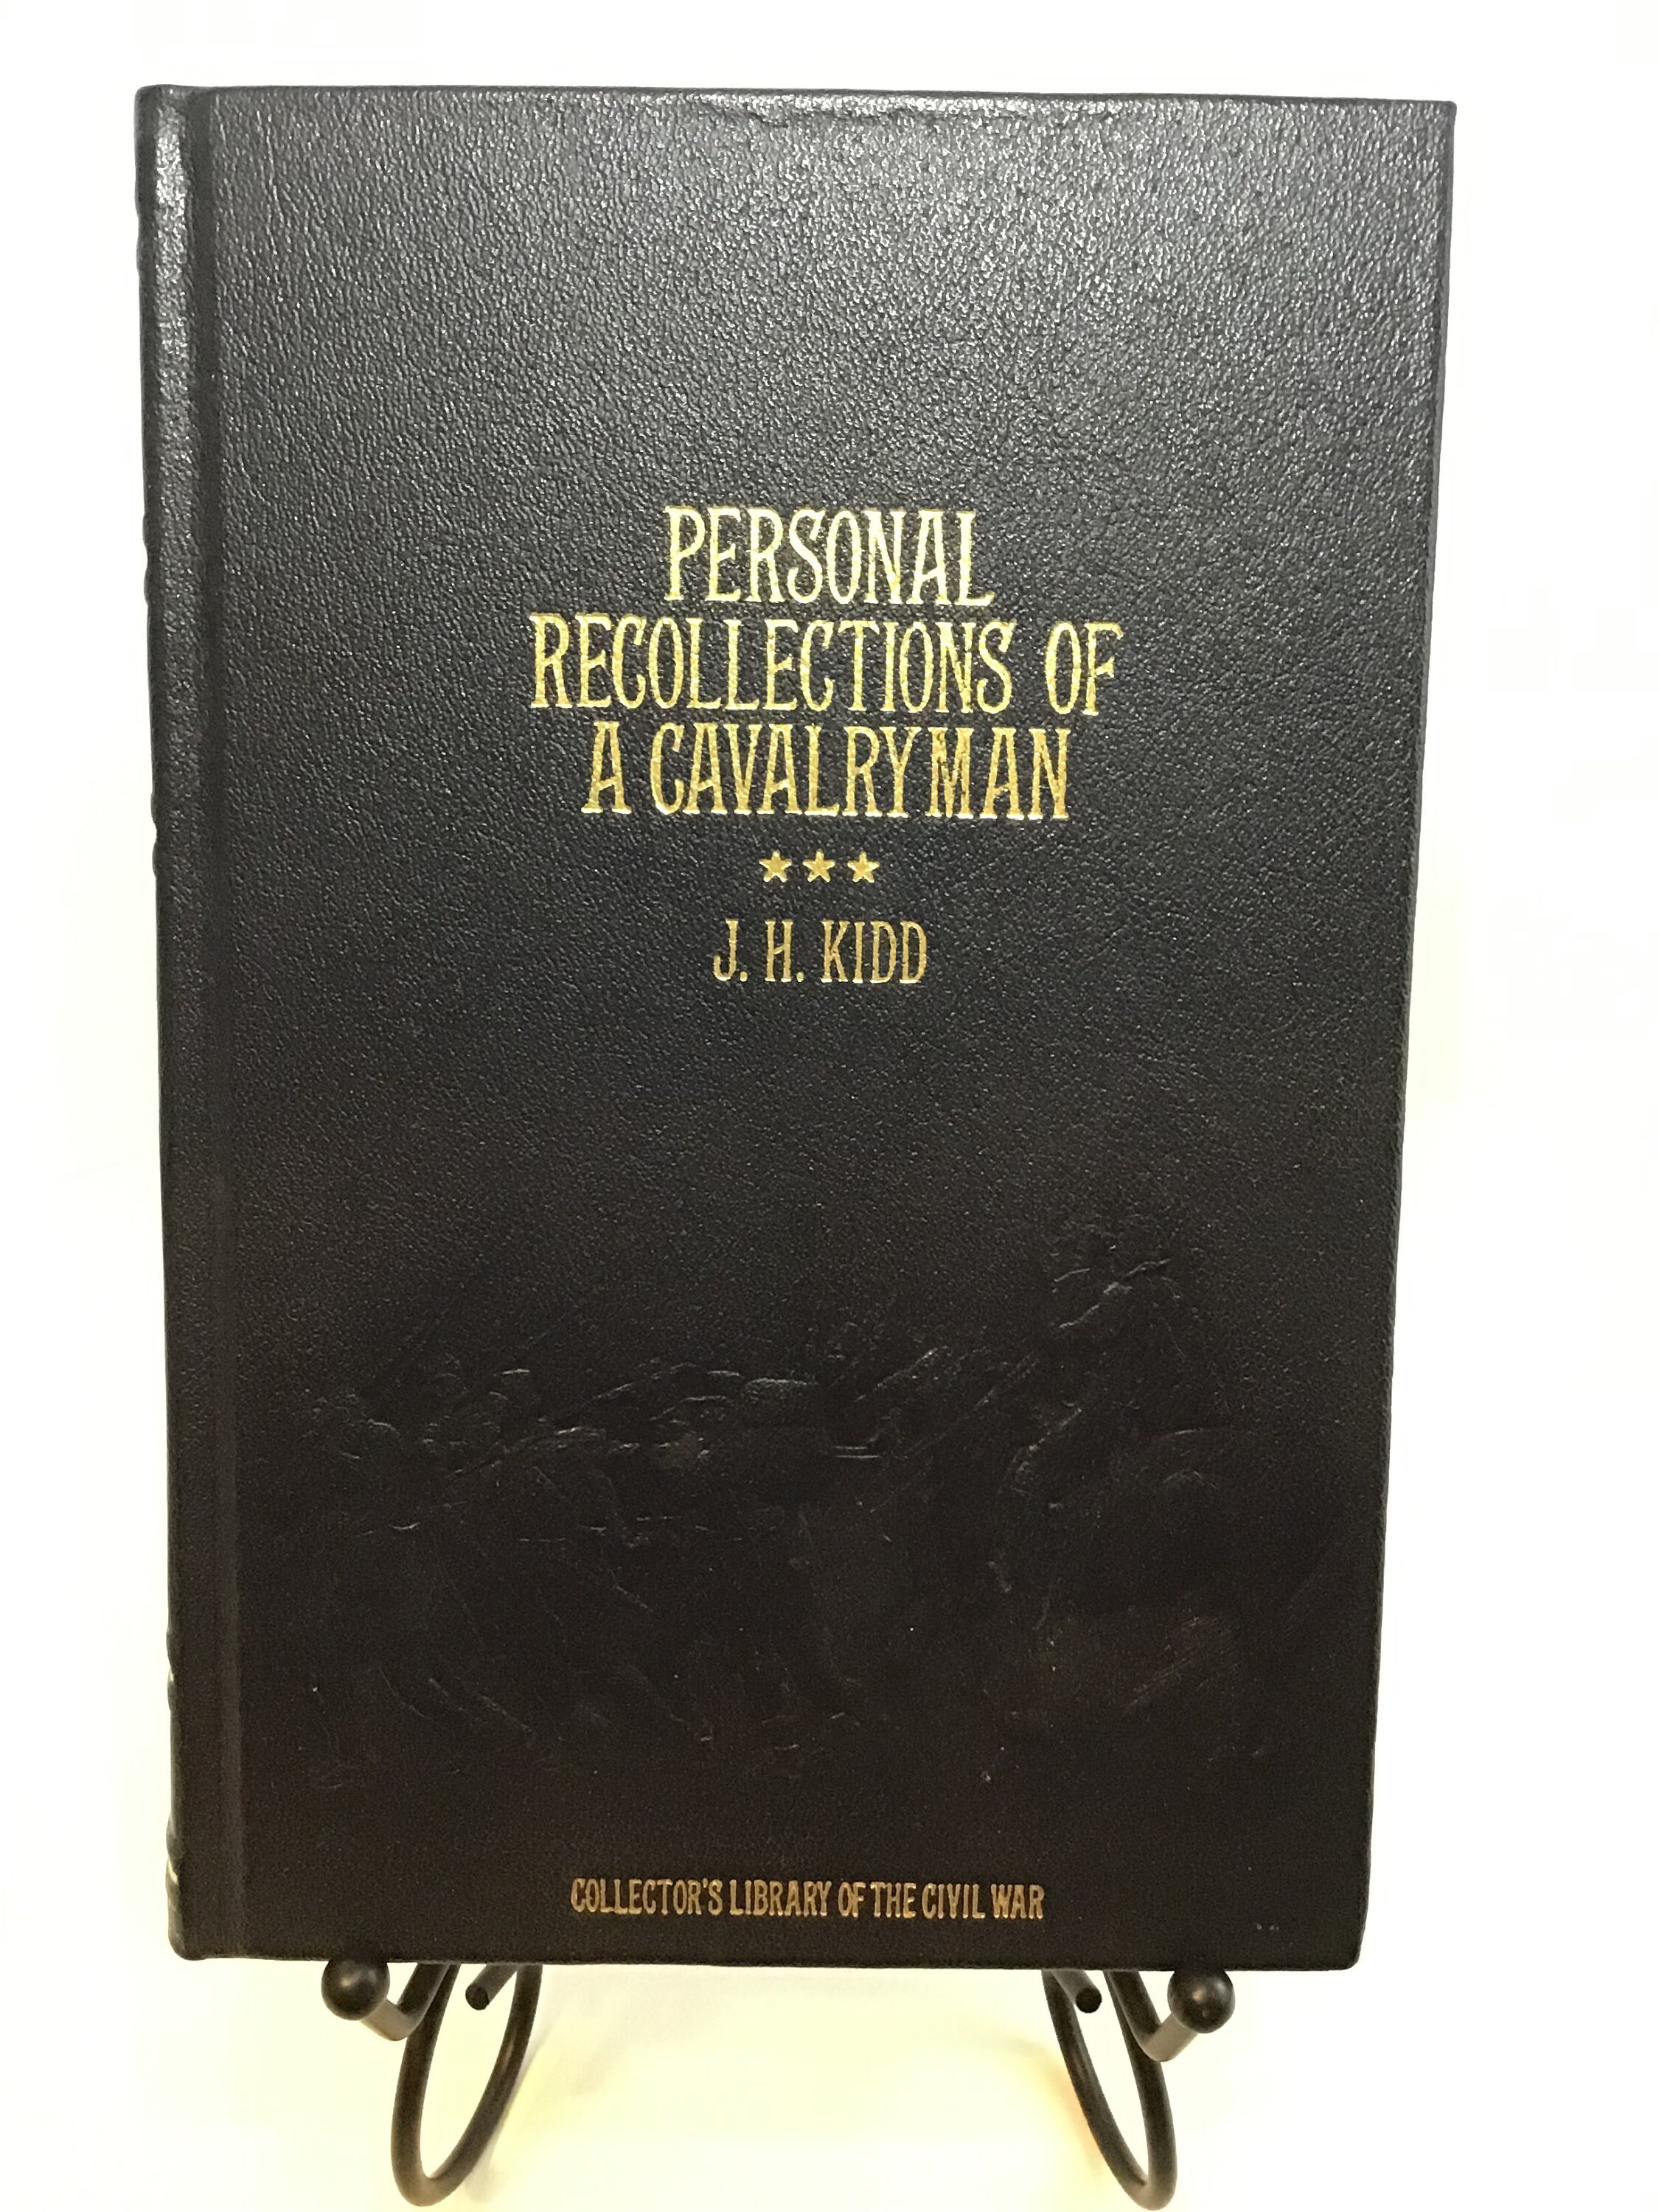 PERSONAL
RECOLLECTIONS OF
A CAVALRYMAN
★★★
J. H. KIDD
COLLECTOR'S LIBRARY OF THE CIVIL WAR